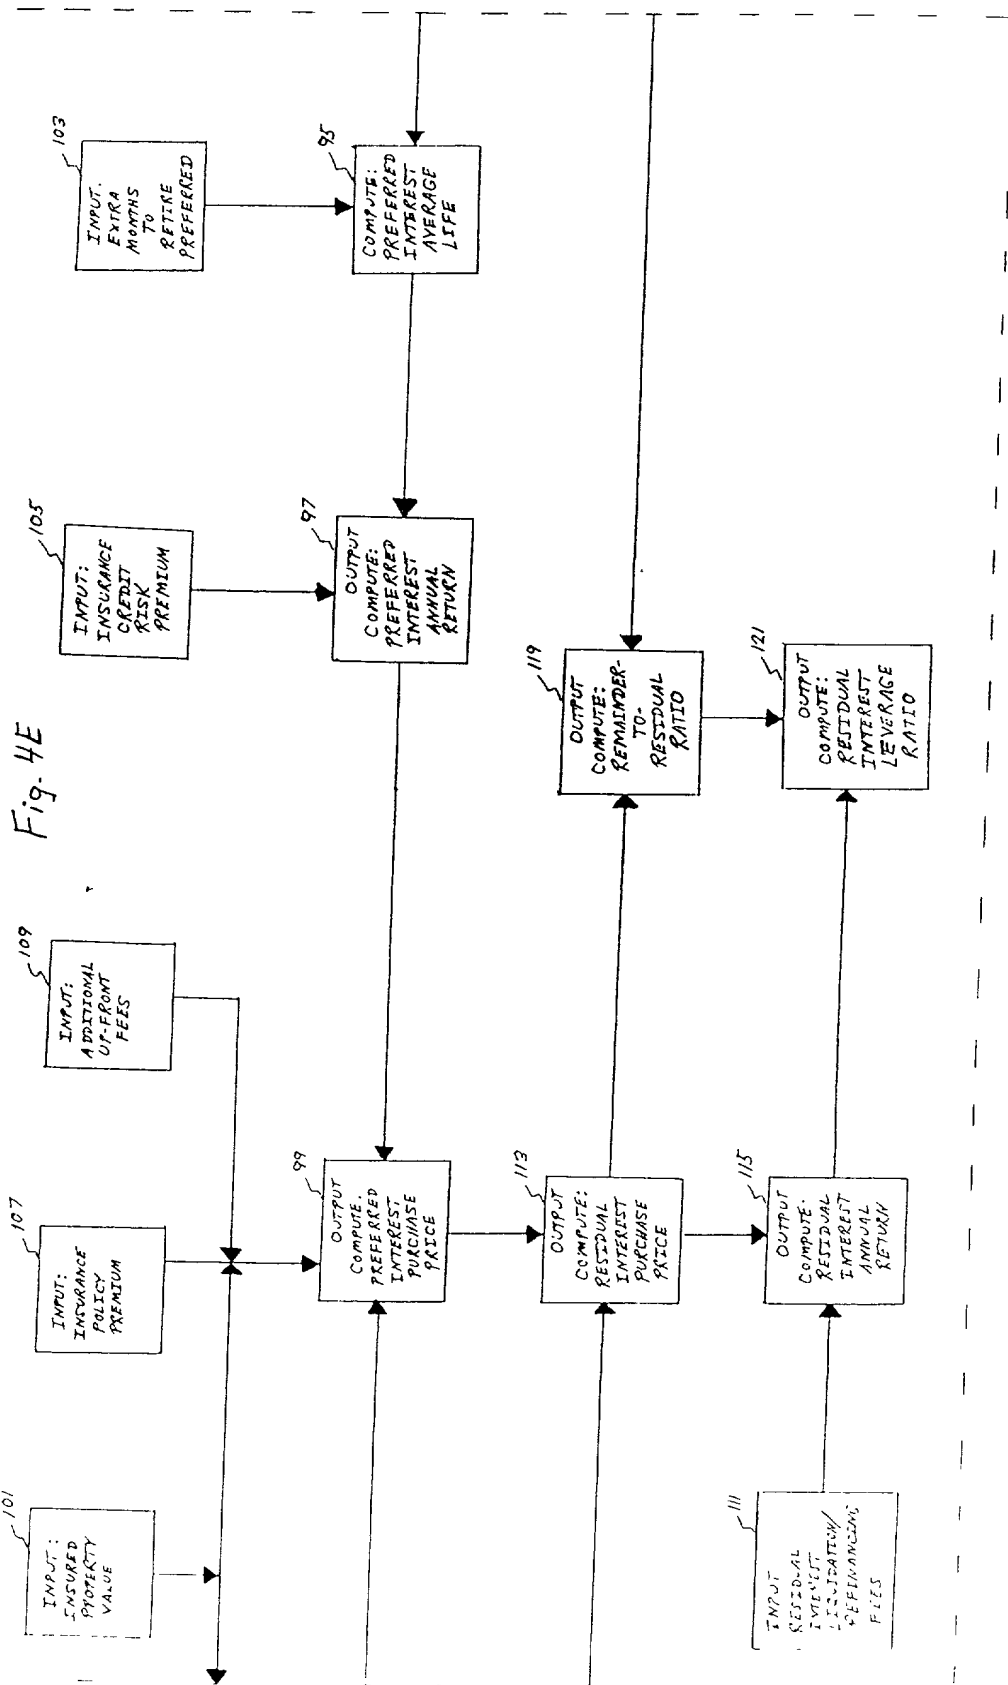 Fig. 4E
101
INPUT:
INSURED
PROPERTY
VALUE
107
INPUT:
INSURANCE
POLICY
PREMIUM
109
INPUT:
ADDITIONAL
UP-FRONT
FEES
105
INPUT:
INSURANCE
CREDIT
RISK
PREMIUM
103
INPUT.
EXTRA
MONTHS
TO
RETIRE
PREFERRED
99
OUTPUT
COMPUTE.
PREFERRED
INTEREST
PURCHASE
PRICE
97
OUTPUT
COMPUTE:
PREFERRED
INTEREST
ANNUAL
RETURN
95
COMPUTE:
PREFERRED
INTEREST
AVERAGE
LIFE
113
OUTPUT
COMPUTE:
RESIDUAL
INTEREST
PURCHASE
PRICE
119
OUTPUT
COMPUTE:
REMAINDER-
TO-
RESIDUAL
RATIO
111
INPUT
RESIDUAL
INTEREST
LIQUIDATION/
REFINANCING
FEES
115
OUTPUT
COMPUTE.
RESIDUAL
INTEREST
ANNUAL
RETURN
121
OUTPUT
COMPUTE:
RESIDUAL
INTEREST
LEVERAGE
RATIO